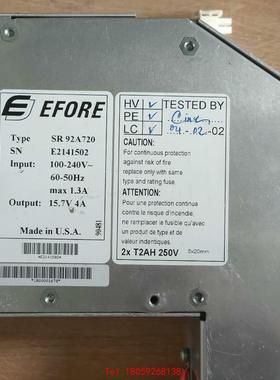 EFORE
Type SR 92A720
SN E2141502
Input: 100-240V~
60-50Hz
max 1.3A
Output: 15.7V 4A
Made in U.S.A.
90481
HV ✓ TESTED BY
PE ✓
LC ✓ 04.-02-02
CAUTION:
For continuous protection
against risk of fire
replace only with same
type and rating fuse.
ATTENTION:
Pour une protection continue
contre le risque d'incendie,
ne remplacer le fusible
qu'avec un produit de
type et de valeur indentiques.
2x T2AH 250V 5x20mm
*E2141502*
Tel 18059268138